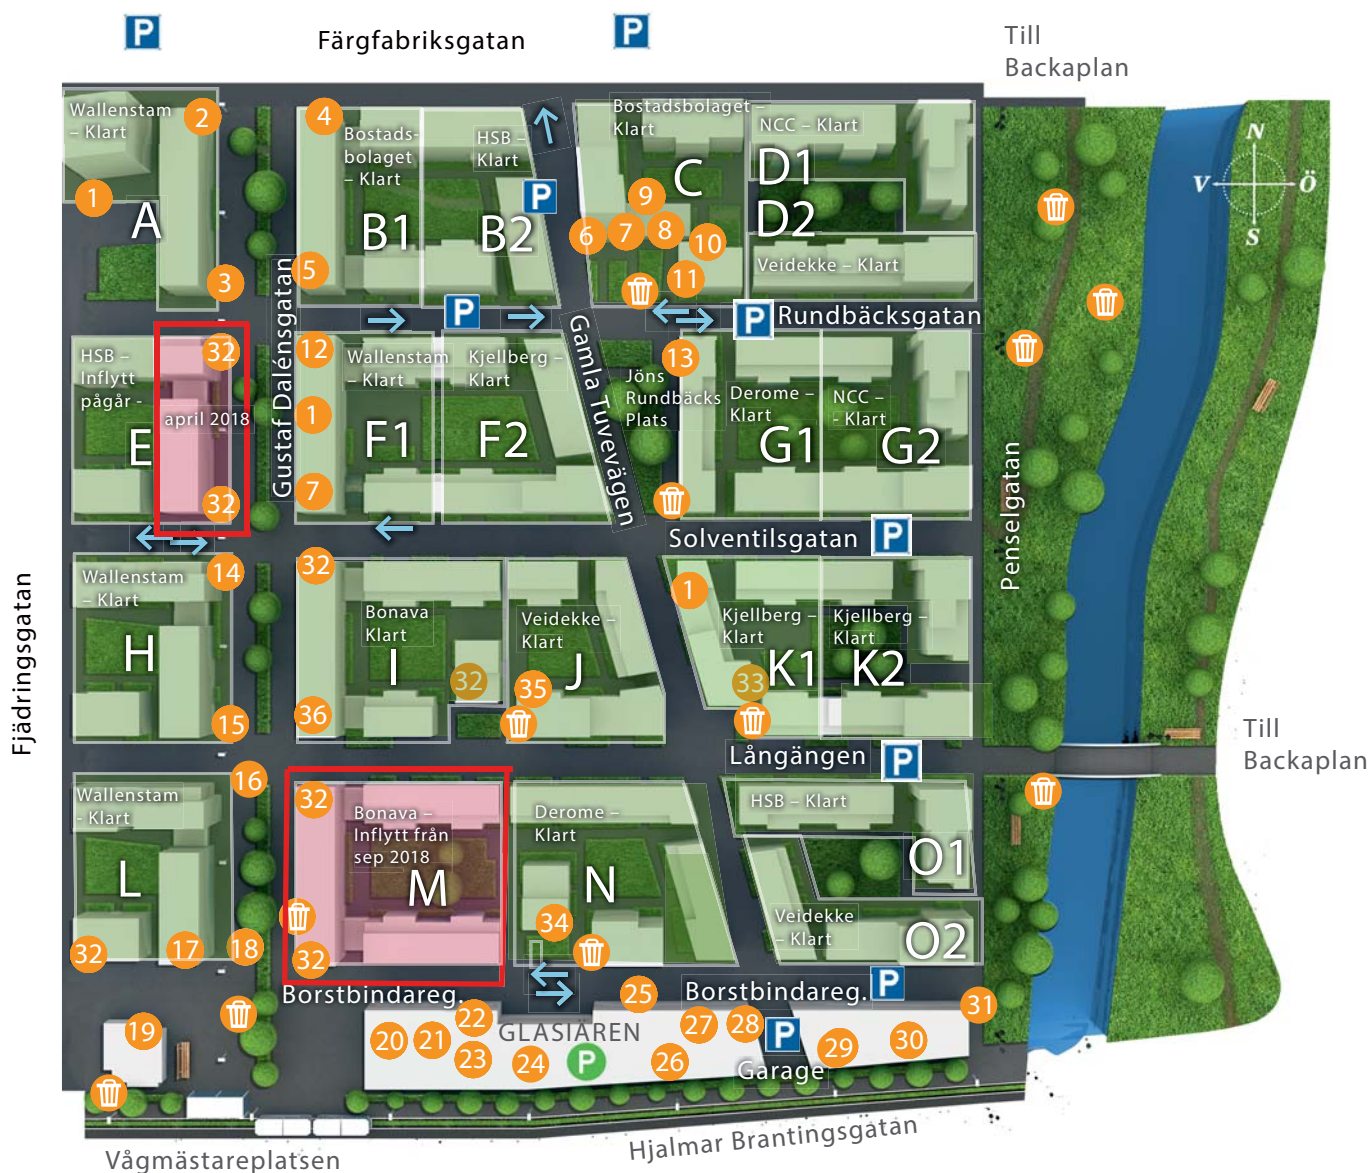 P
P
Färgfabriksgatan
Till
Backaplan
Wallenstam
– Klart
2
1
A
3
4
Bostads-
bolaget
– Klart
B1
5
HSB –
Klart
P
B2
Bostadsbolaget –
Klart
C
9
6
7
8
10
11
NCC – Klart
D1
D2
Veidekke – Klart
N
V
Ö
S
Gustaf Dalénsgatan
P
Gamla Tuvevägen
P
Rundbäcksgatan
HSB –
Inflytt
pågår -
april 2018
32
E
32
12
Wallenstam
– Klart
1
F1
7
Kjellberg –
Klart
F2
Jöns
Rundbäcks
Plats
13
Derome –
Klart
G1
NCC –
- Klart
G2
Penselgatan
Solventilsgatan
P
Fjädringsgatan
Wallenstam
– Klart
14
H
15
32
Bonava
Klart
I
32
36
Veidekke –
Klart
J
35
1
Kjellberg –
Klart
K1
33
Kjellberg –
Klart
K2
Långängen
P
Till
Backaplan
Wallenstam
- Klart
16
L
32
17
18
32
Bonava –
Inflytt från
sep 2018
M
32
Derome –
Klart
N
34
HSB – Klart
O1
Veidekke
– Klart
O2
Borstbindareg.
25
Borstbindareg.
P
31
19
20
21
22
23
GLASIÄREN
24
P
26
27
28
P
Garage
29
30
Hjalmar Brantingsgatan
Vågmästareplatsen